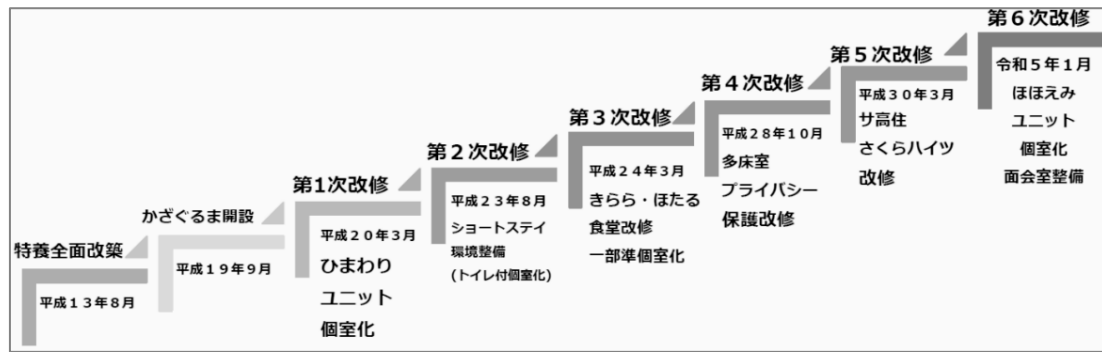 特養全面改築
平成１３年８月
かざぐるま開設
平成１９年９月
第1次改修
平成２０年３月
ひまわり
ユニット
個室化
第２次改修
平成２３年８月
ショートステイ
環境整備
(トイレ付個室化)
第３次改修
平成２４年３月
きらら・ほたる
食堂改修
一部準個室化
第４次改修
平成28年10月
多床室
プライバシー
保護改修
第５次改修
平成３０年３月
サ高住
さくらハイツ
改修
第６次改修
令和５年１月
ほほえみ
ユニット
個室化
面会室整備